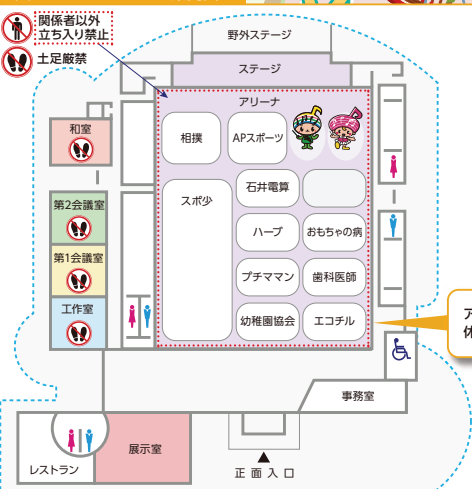 関係者以外
立ち入り禁止
土足厳禁
野外ステージ
ステージ
アリーナ
相撲
APスポーツ
和室
スポ少
石井電算
第2会議室
ハーブ
おもちゃの病
第1会議室
プチママン
歯科医師
工作室
幼稚園協会
エコチル
ア
休
事務室
展示室
レストラン
正面入口